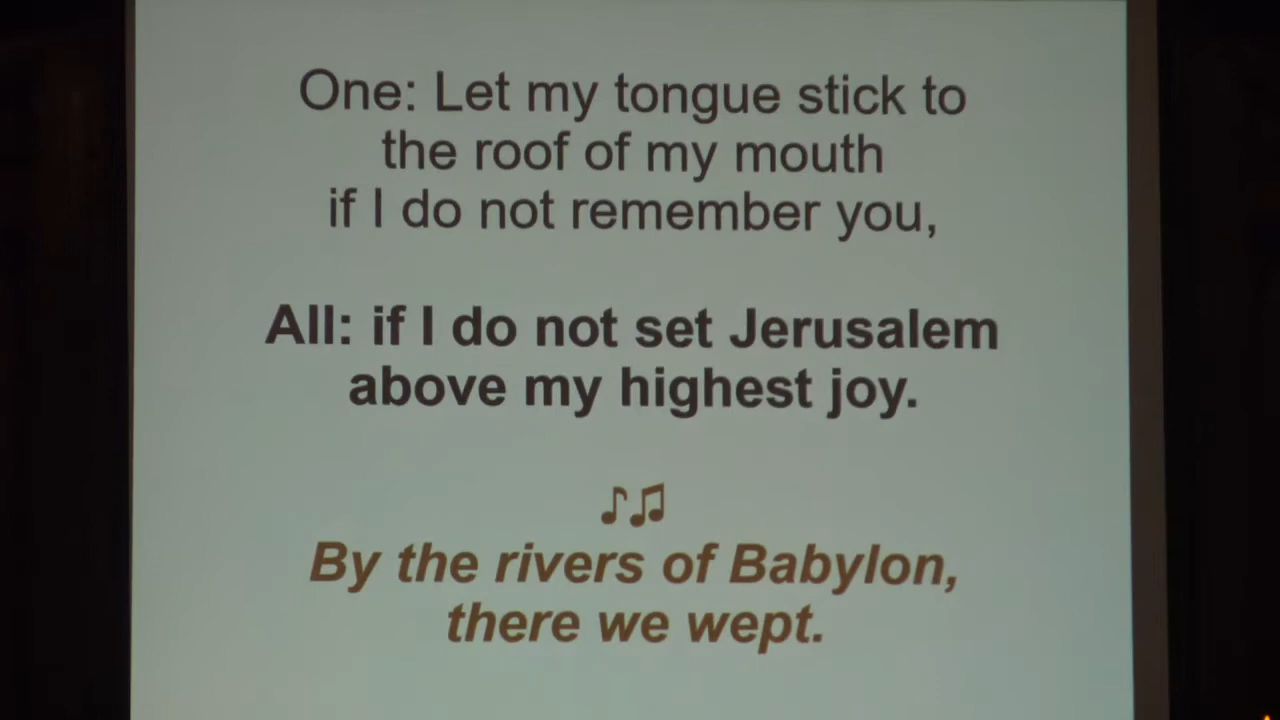 One: Let my tongue stick to
the roof of my mouth
if I do not remember you,
All: if I do not set Jerusalem
above my highest joy.
♪♫
By the rivers of Babylon,
there we wept.